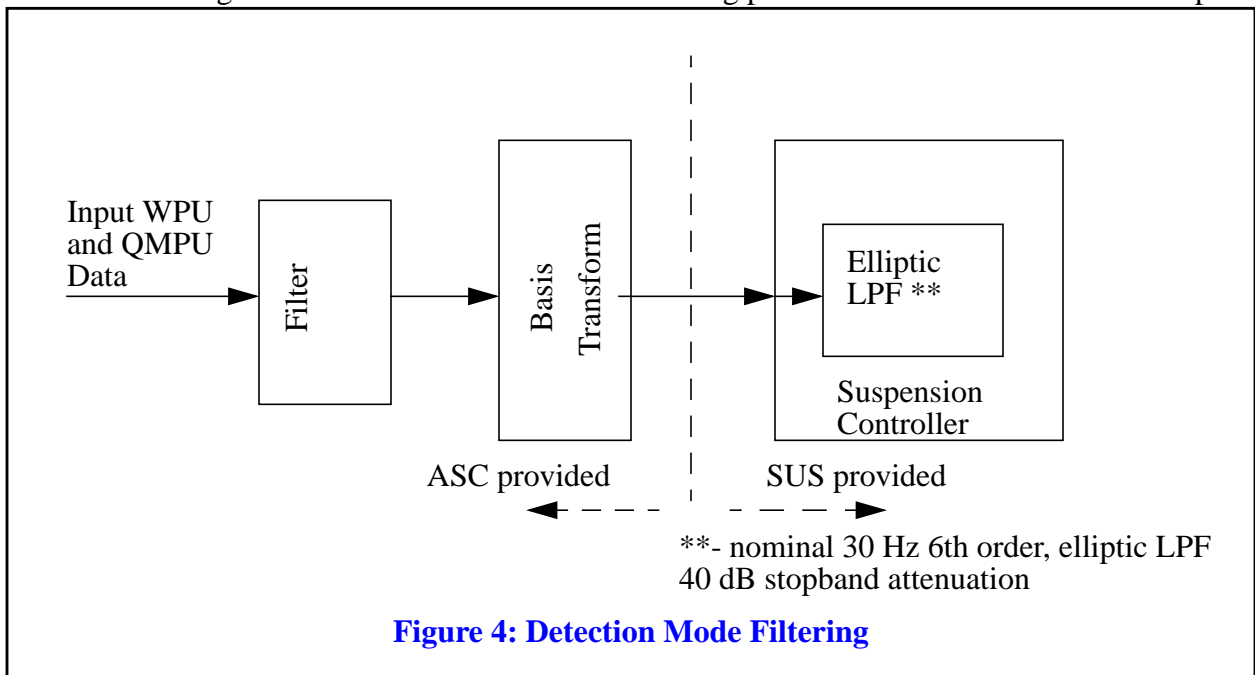 Input WPU
and QMPU
Data
Filter
Basis
Transform
Elliptic
LPF **
Suspension
Controller
ASC provided
SUS provided
**- nominal 30 Hz 6th order, elliptic LPF
40 dB stopband attenuation
Figure 4: Detection Mode Filtering